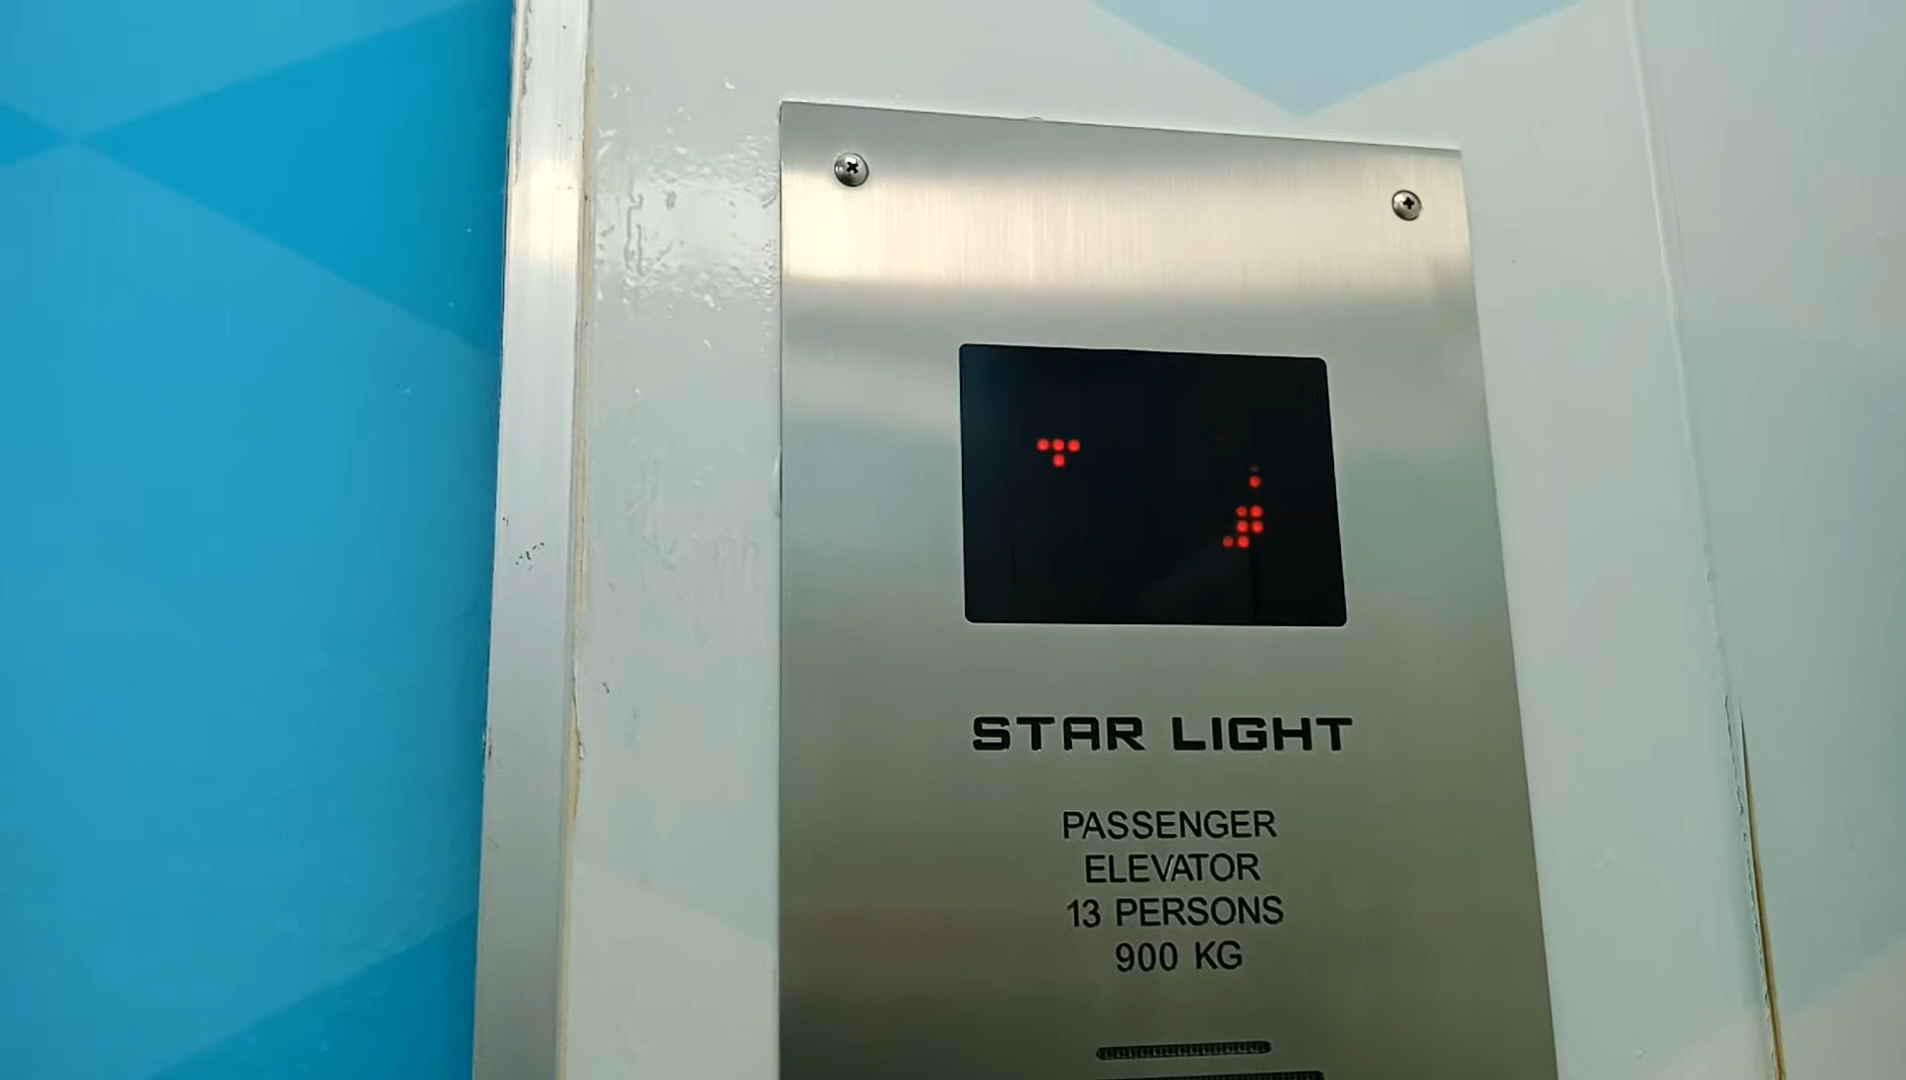 STAR LIGHT
PASSENGER
ELEVATOR
13 PERSONS
900 KG